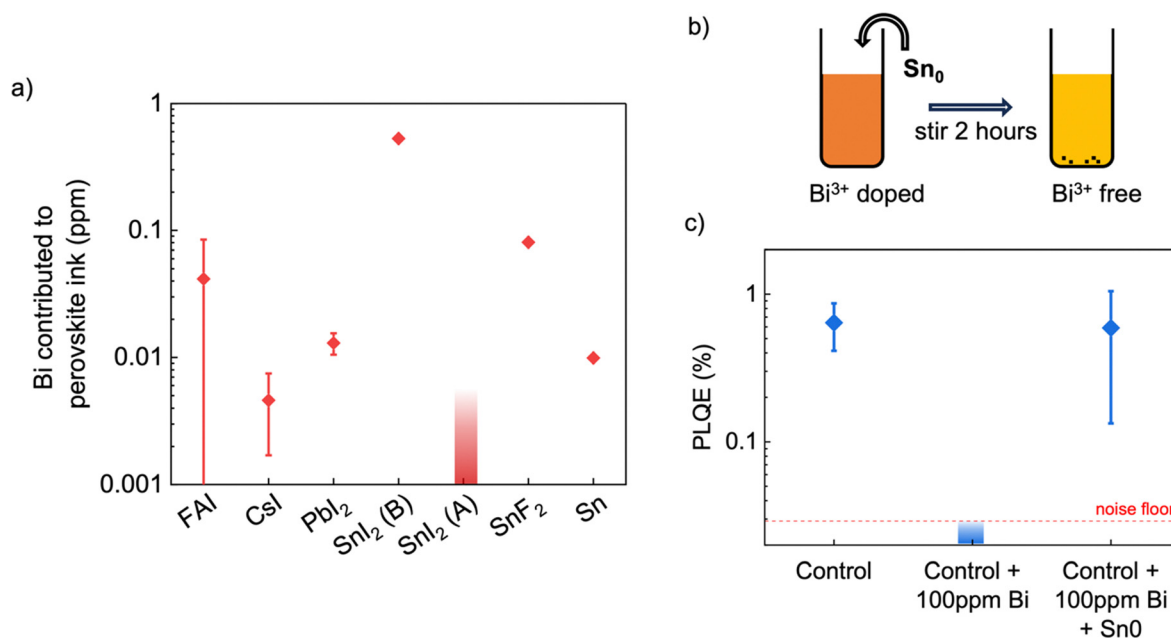 a)
Bi contributed to
perovskite ink (ppm)
1
0.1
0.01
0.001
FAI
CsI
PbI₂
SnI₂ (B)
SnI₂ (A)
SnF₂
Sn
b)
Sn₀
stir 2 hours
Bi³⁺ doped
Bi³⁺ free
c)
PLQE (%)
1
0.1
noise floor
Control
Control +
100ppm Bi
Control +
100ppm Bi
+ Sn0